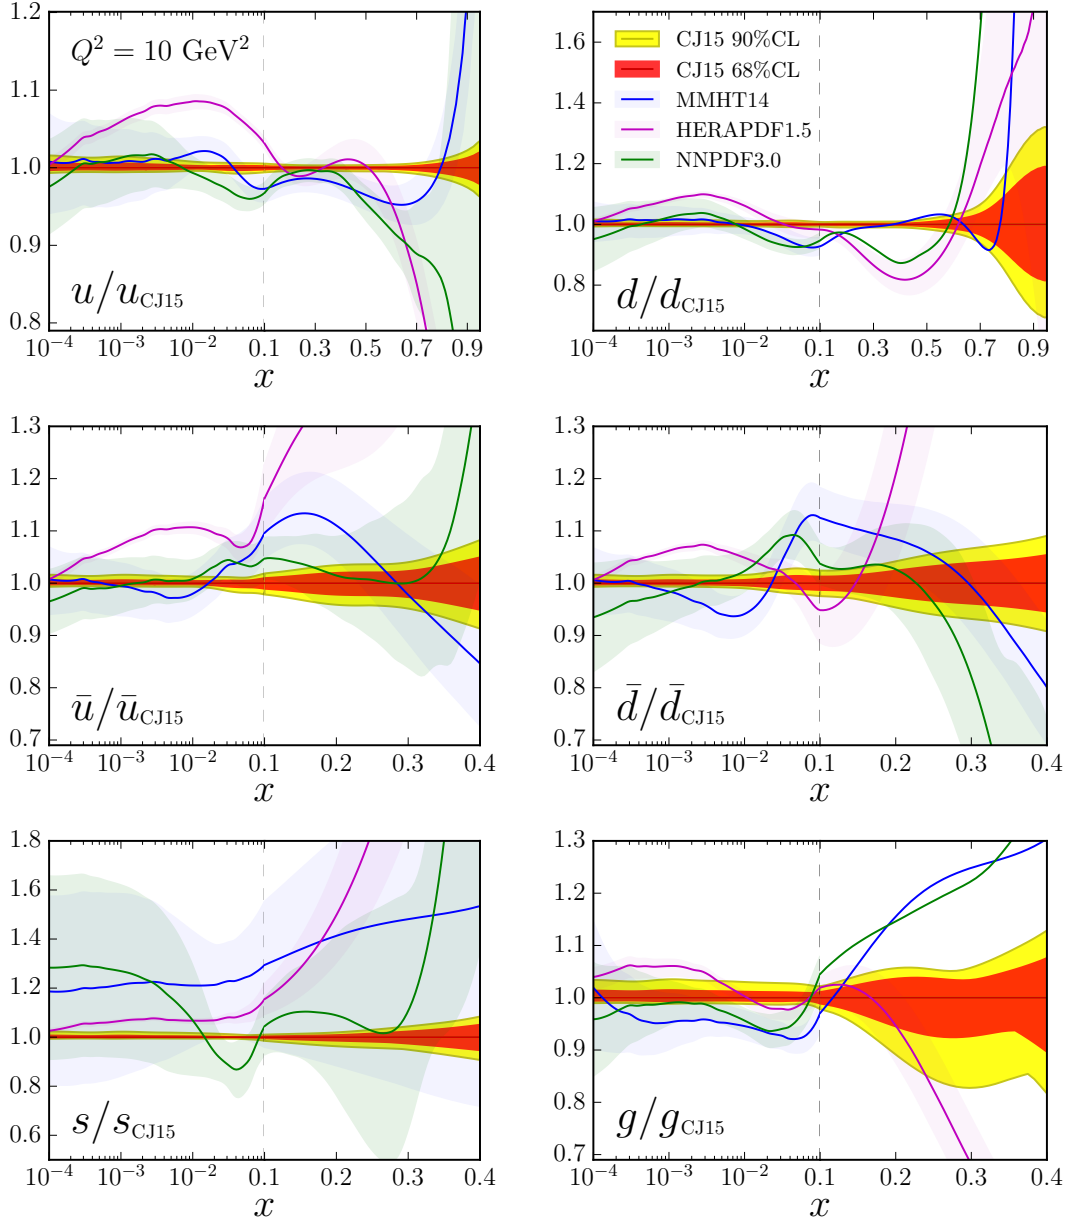 1.2
1.1
1.0
0.9
0.8
Q² = 10 GeV²
u/u_CJ15
10⁻⁴ 10⁻³ 10⁻² 0.1 0.3 0.5 0.7 0.9
x
1.6
1.4
1.2
1.0
0.8
CJ15 90%CL
CJ15 68%CL
MMHT14
HERAPDF1.5
NNPDF3.0
d/d_CJ15
10⁻⁴ 10⁻³ 10⁻² 0.1 0.3 0.5 0.7 0.9
x
1.3
1.2
1.1
1.0
0.9
0.8
0.7
ū/ū_CJ15
10⁻⁴ 10⁻³ 10⁻² 0.1 0.2 0.3 0.4
x
1.3
1.2
1.1
1.0
0.9
0.8
0.7
d̄/d̄_CJ15
10⁻⁴ 10⁻³ 10⁻² 0.1 0.2 0.3 0.4
x
1.8
1.6
1.4
1.2
1.0
0.8
0.6
s/s_CJ15
10⁻⁴ 10⁻³ 10⁻² 0.1 0.2 0.3 0.4
x
1.3
1.2
1.1
1.0
0.9
0.8
0.7
g/g_CJ15
10⁻⁴ 10⁻³ 10⁻² 0.1 0.2 0.3 0.4
x